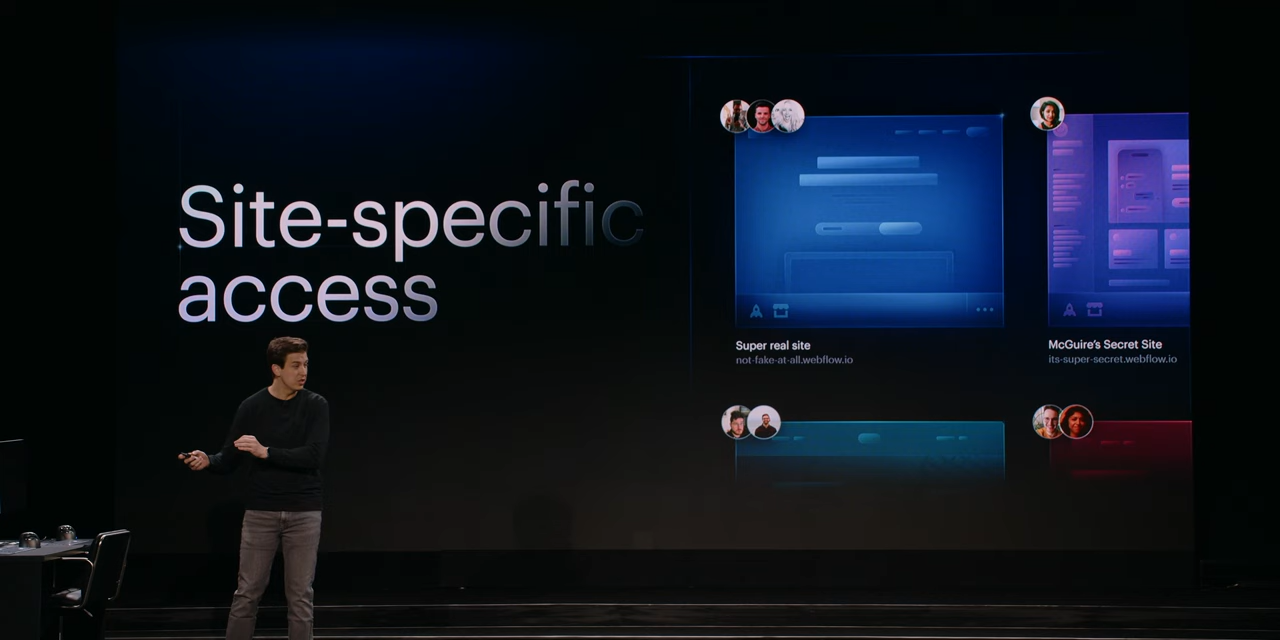 Site-specific
access
Super real site
not-fake-at-all.webflow.io
McGuire's Secret Site
its-super-secret.webflow.io